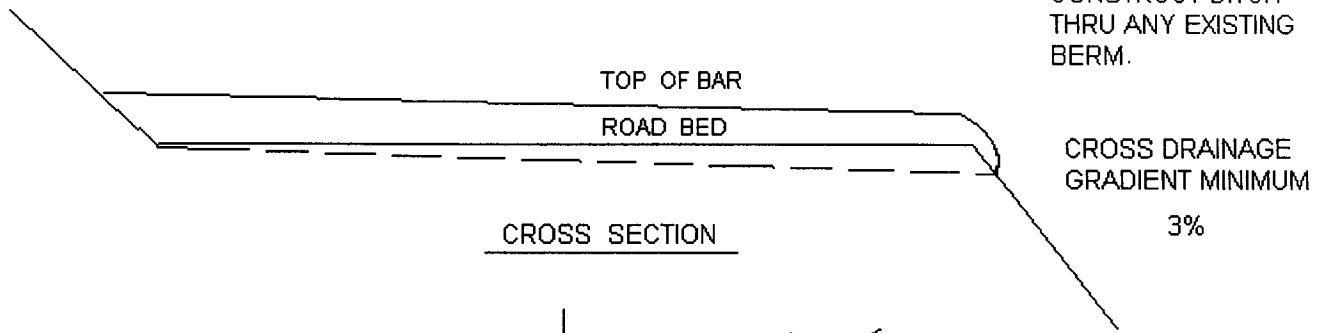 THRU ANY EXISTING
BERM.
TOP OF BAR
ROAD BED
CROSS DRAINAGE
GRADIENT MINIMUM
3%
CROSS SECTION